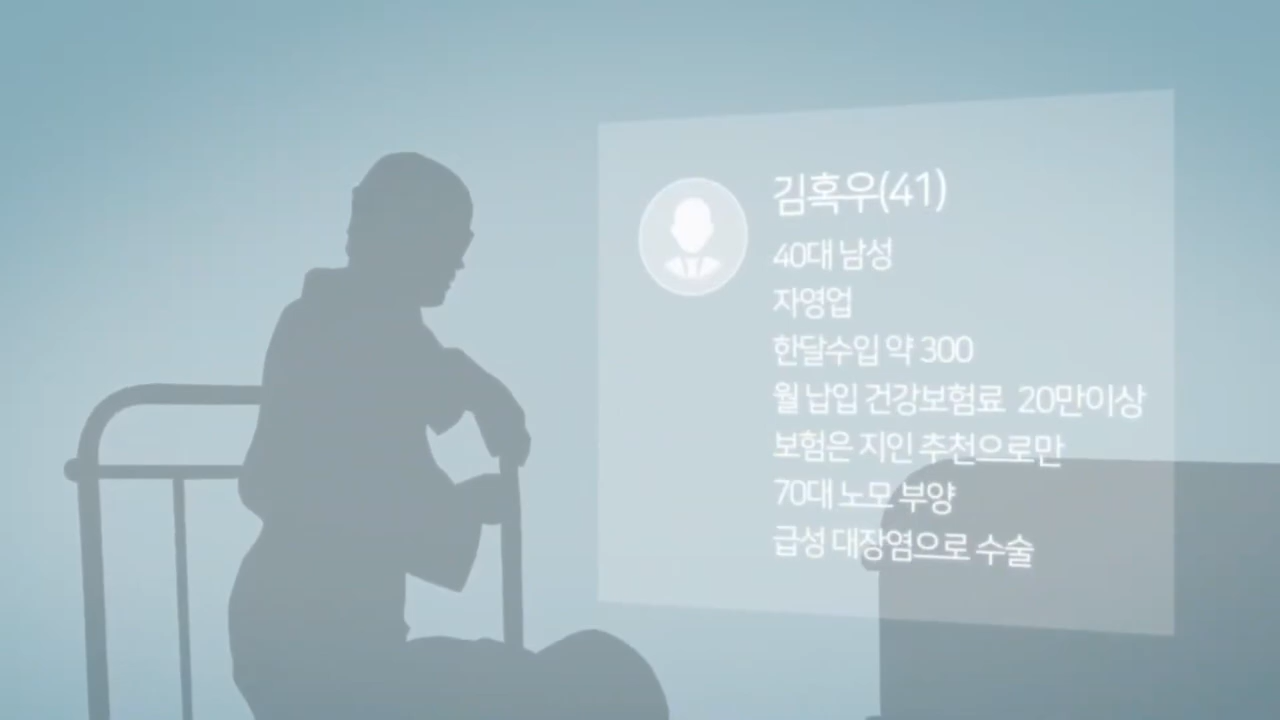 김혹우(41)
40대 남성
자영업
한달수입 약 300
월 납입 건강보험료 20만이상
보험은 지인 추천으로만
70대 노모 부양
급성 대장염으로 수술